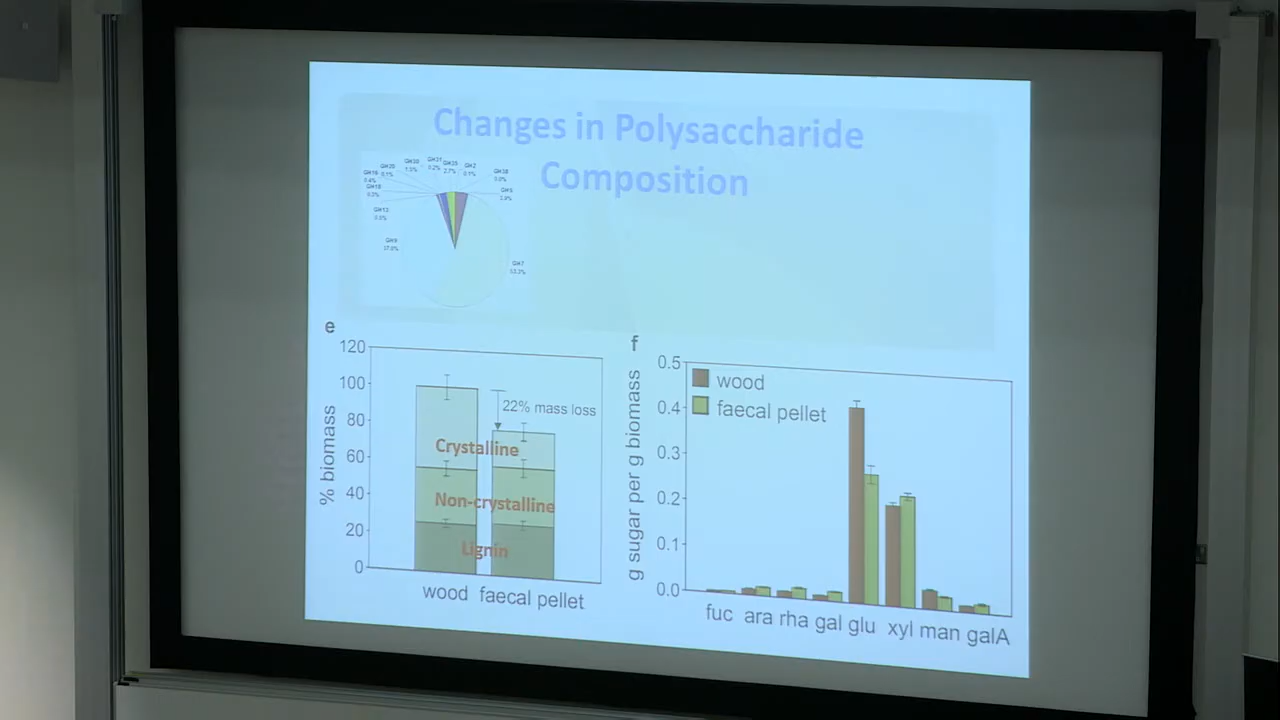 Changes in Polysaccharide
Composition
e
120
100
80
60
40
20
0
% biomass
22% mass loss
Crystalline
Non-crystalline
Lignin
wood faecal pellet
f
0.5
0.4
0.3
0.2
0.1
0.0
g sugar per g biomass
wood
faecal pellet
fuc ara rha gal glu xyl man galA